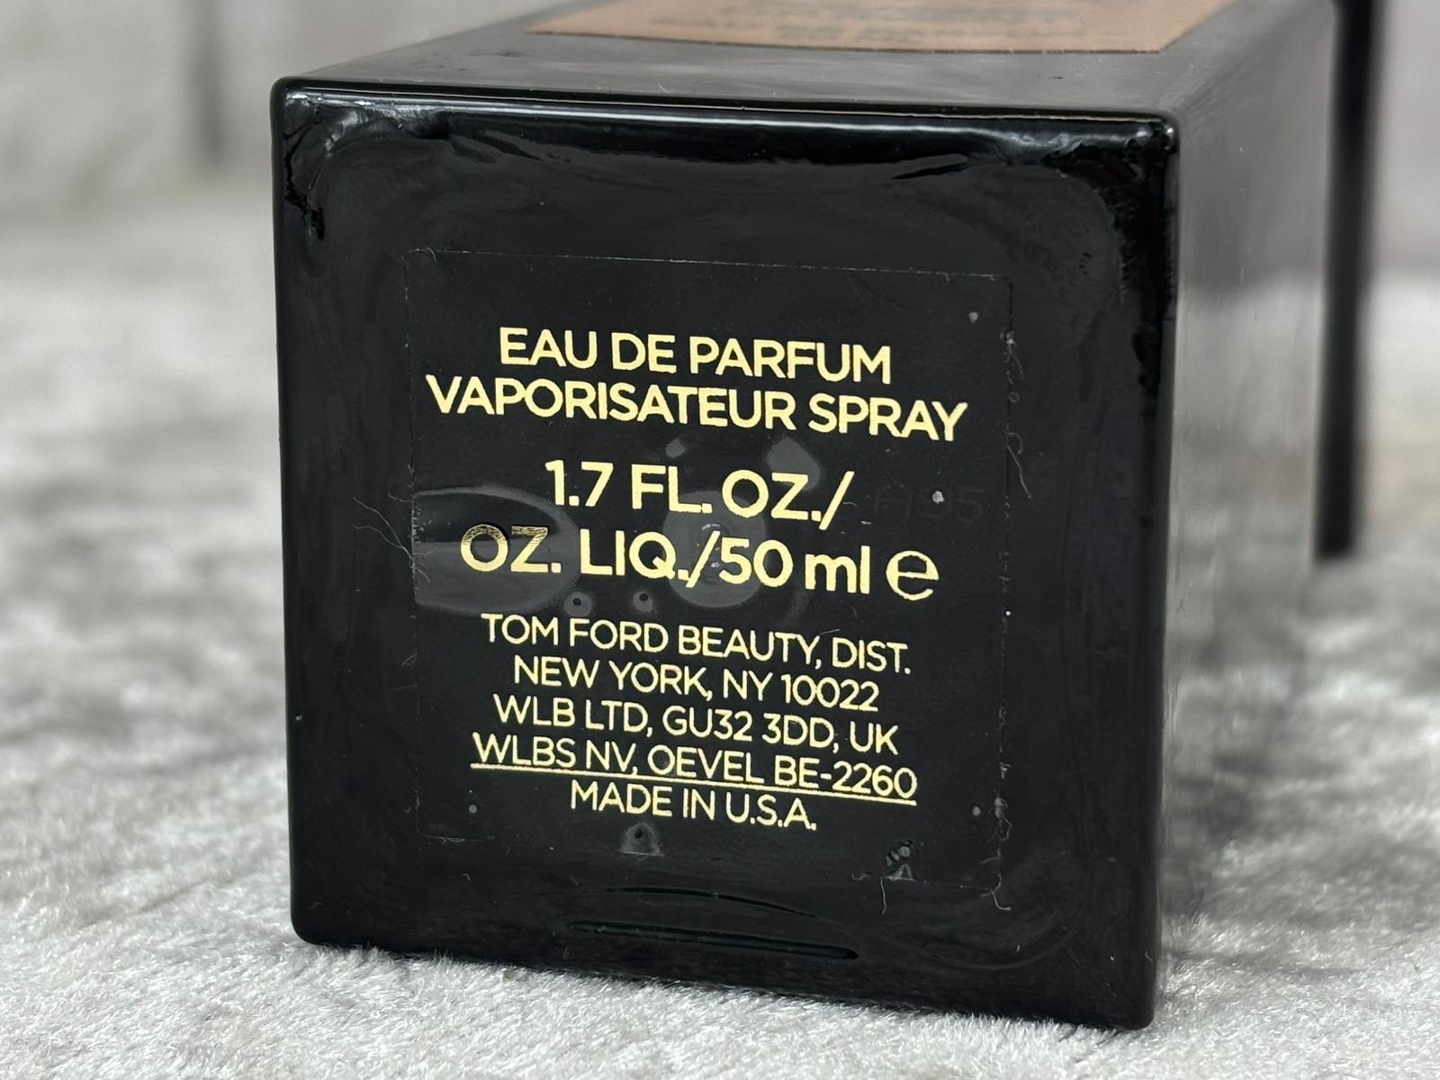 EAU DE PARFUM
VAPORISATEUR SPRAY
1.7 FL. OZ./
OZ. LIQ./50 ml e
TOM FORD BEAUTY, DIST.
NEW YORK, NY 10022
WLB LTD, GU32 3DD, UK
WLBS NV, OEVEL BE-2260
MADE IN U.S.A.